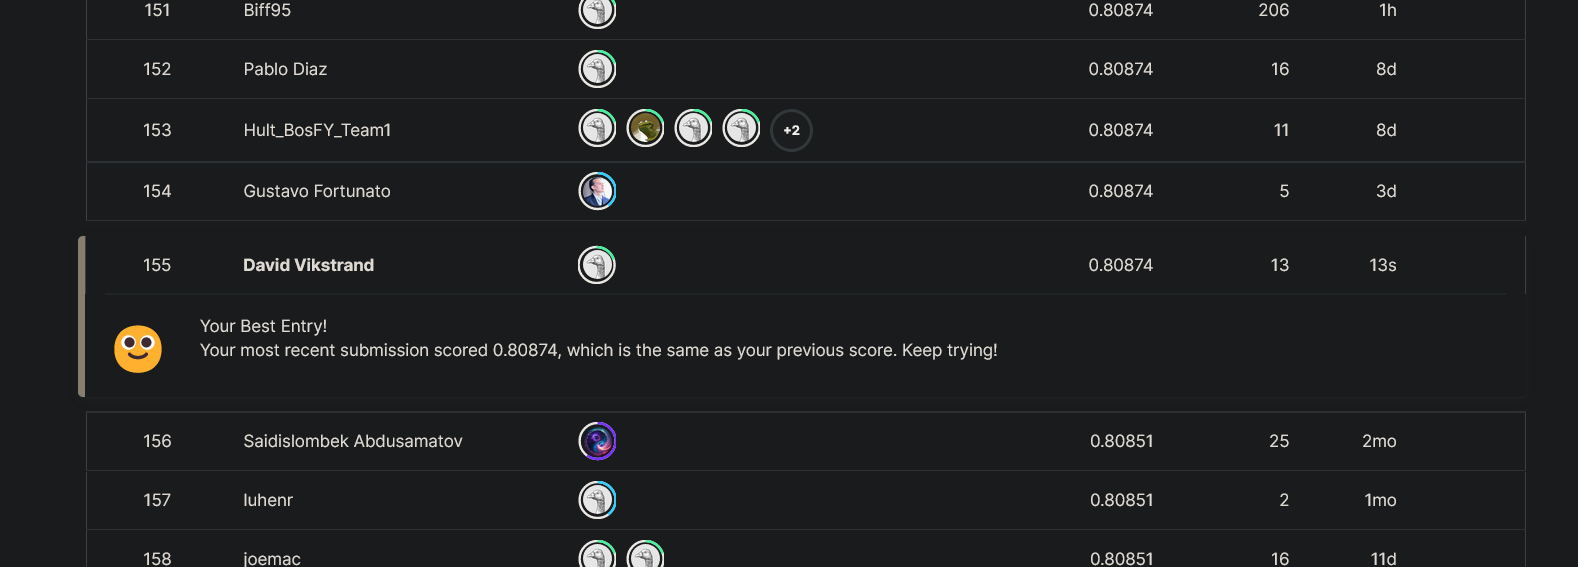 151 Biff95 0.80874 206 1h
152 Pablo Diaz 0.80874 16 8d
153 Hult_BosFY_Team1 +2 0.80874 11 8d
154 Gustavo Fortunato 0.80874 5 3d
155 David Vikstrand 0.80874 13 13s
Your Best Entry!
Your most recent submission scored 0.80874, which is the same as your previous score. Keep trying!
156 Saidislombek Abdusamatov 0.80851 25 2mo
157 luhenr 0.80851 2 1mo
158 joemac 0.80851 16 11d